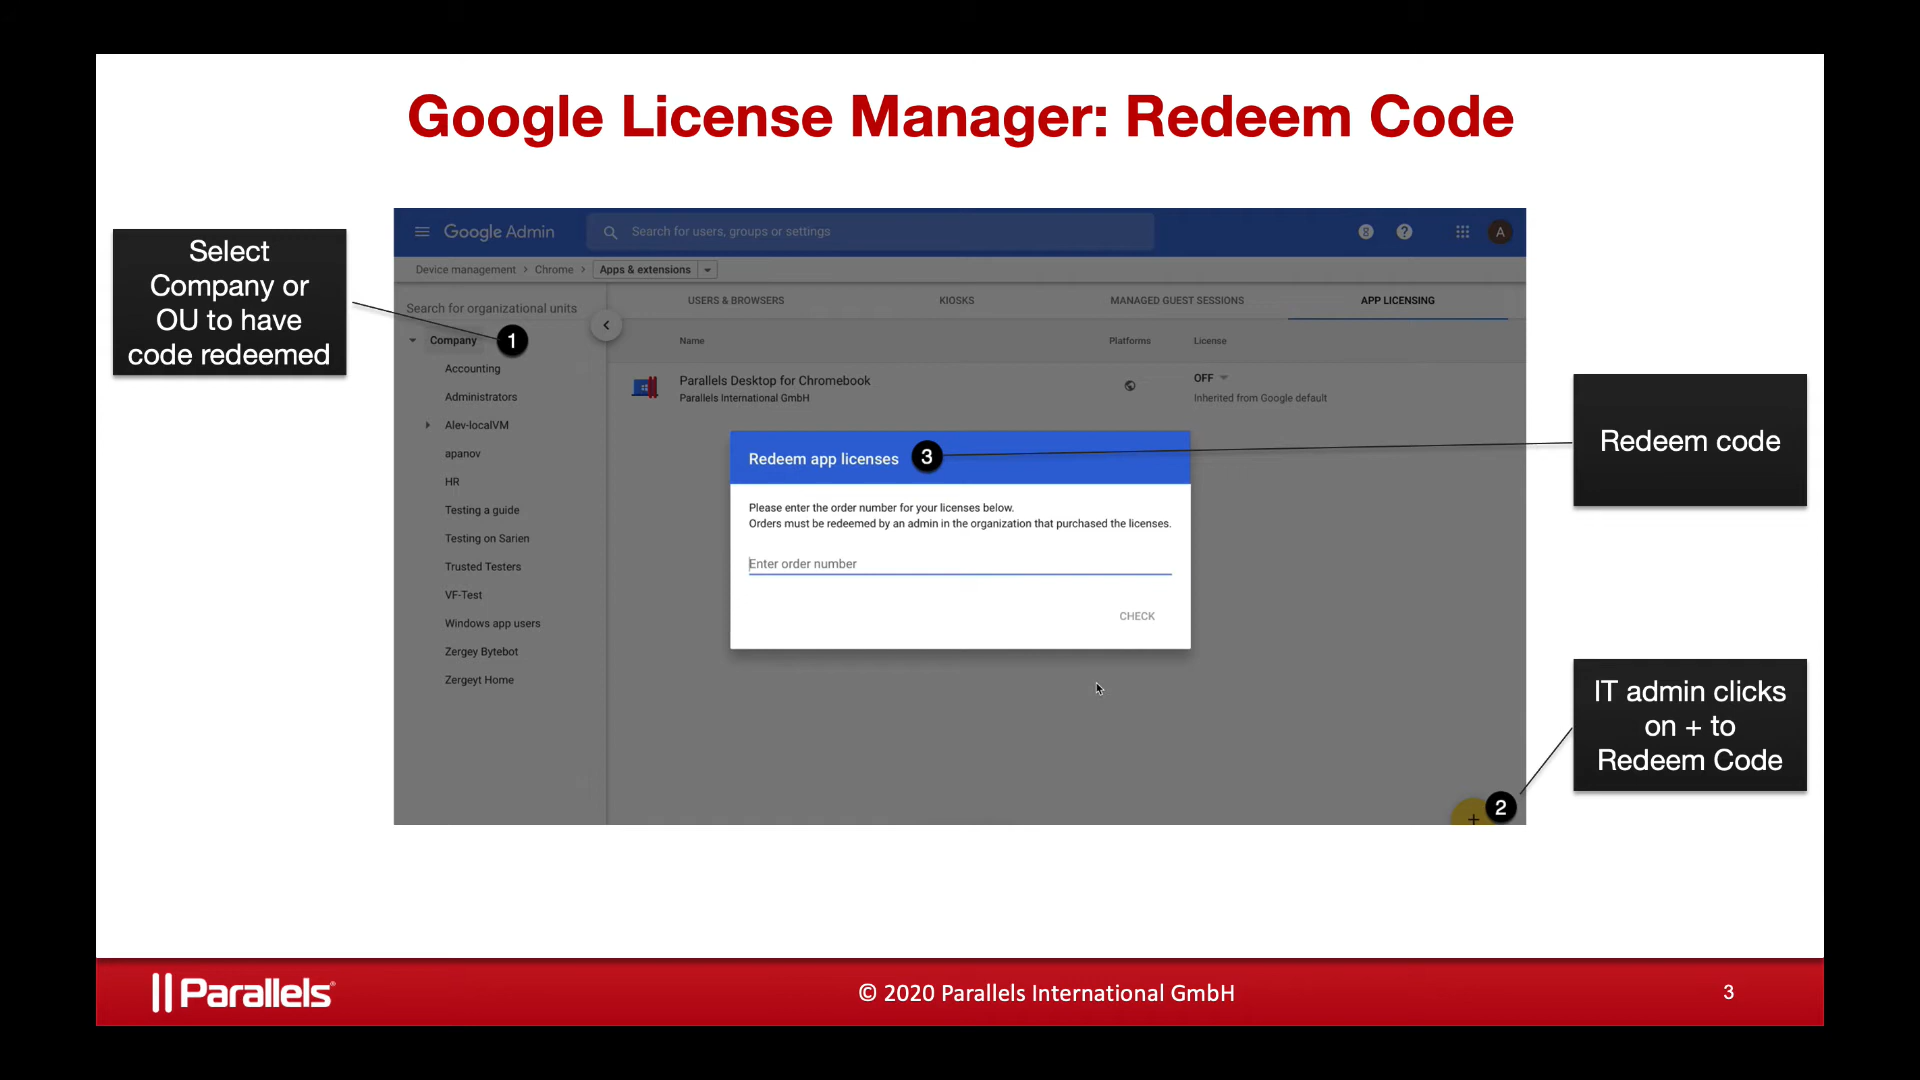 Google License Manager: Redeem Code
Select
Company or
OU to have
code redeemed
Google Admin
Search for users, groups or settings
8
?
A
Device management > Chrome > Apps & extensions
Search for organizational units
USERS & BROWSERS
KIOSKS
MANAGED GUEST SESSIONS
APP LICENSING
Company
1
Accounting
Administrators
Alev-localVM
apanov
HR
Testing a guide
Testing on Sarien
Trusted Testers
VF-Test
Windows app users
Zergey Bytebot
Zergeyt Home
Name
Platforms
License
Parallels Desktop for Chromebook
Parallels International GmbH
OFF
Inherited from Google default
Redeem app licenses
3
Please enter the order number for your licenses below.
Orders must be redeemed by an admin in the organization that purchased the licenses.
Enter order number
CHECK
Redeem code
IT admin clicks
on + to
Redeem Code
+
2
Parallels®
© 2020 Parallels International GmbH
3